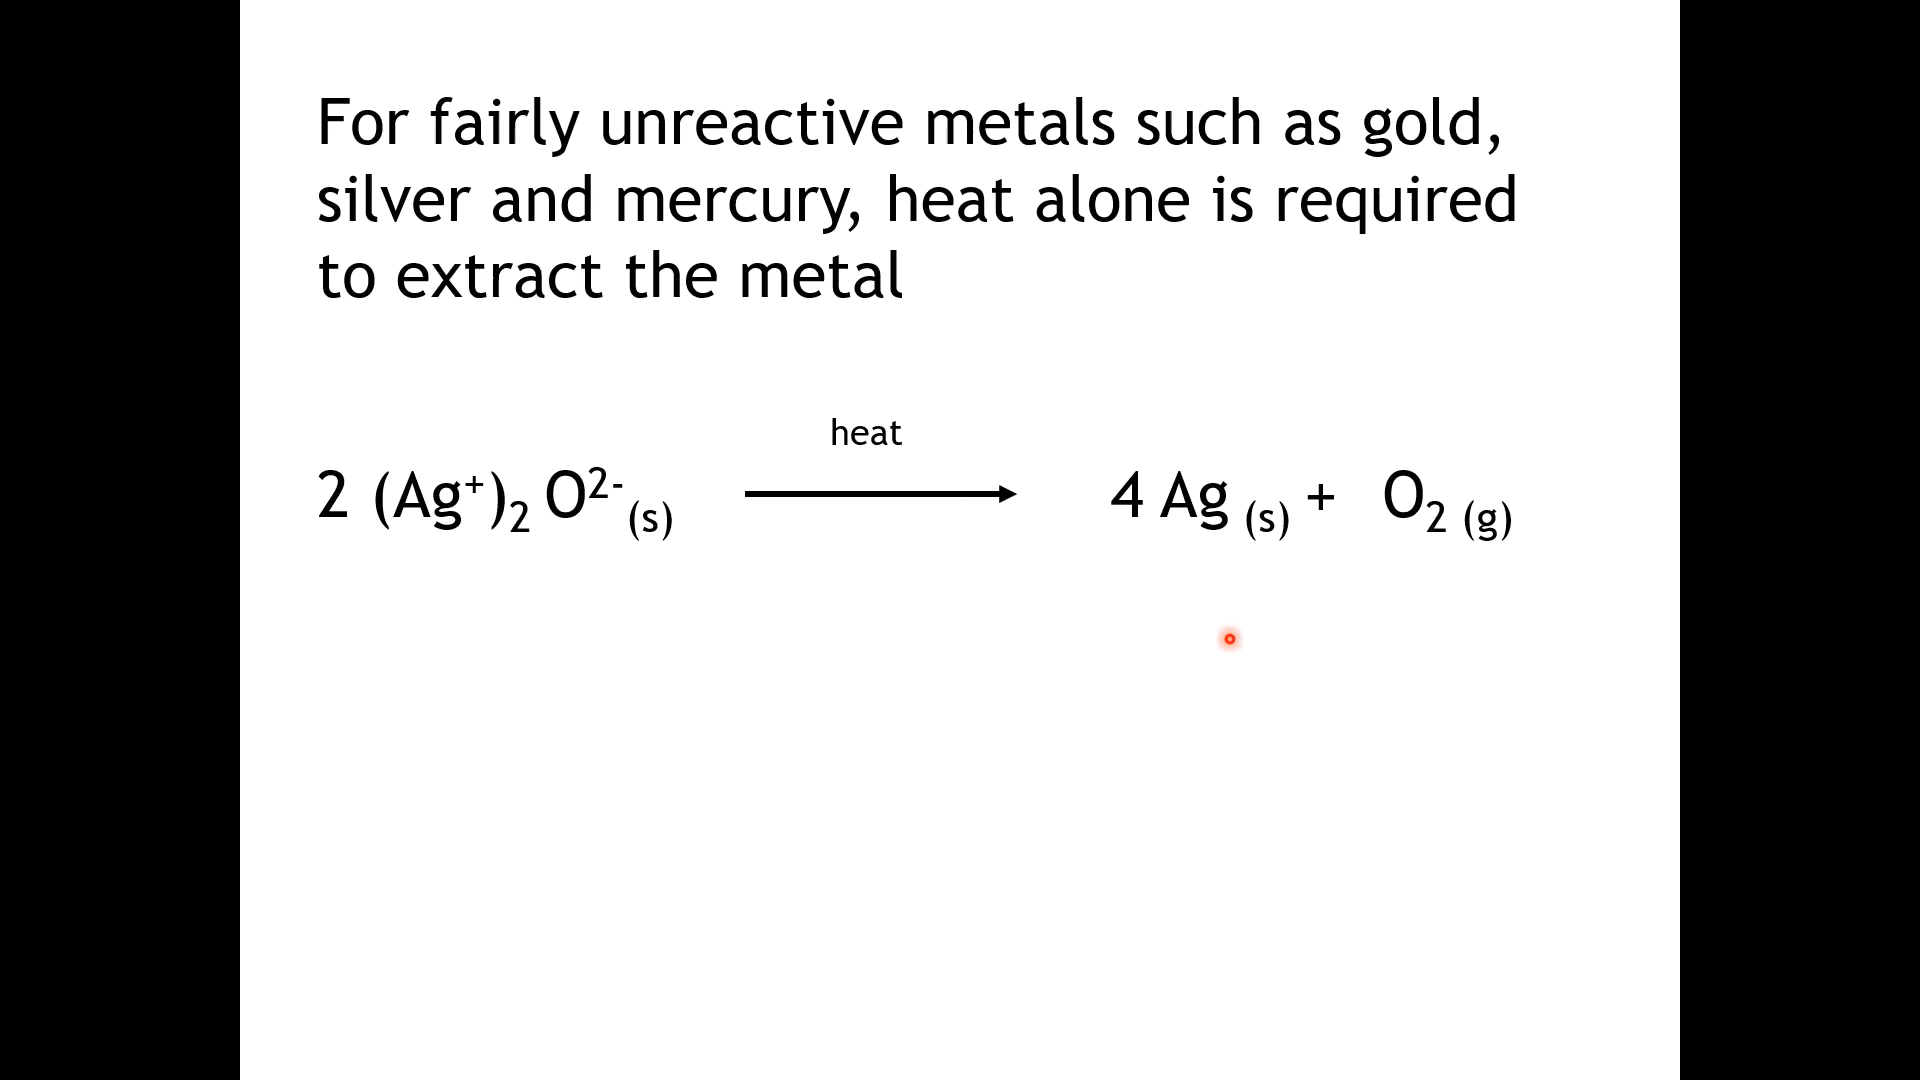 For fairly unreactive metals such as gold,
silver and mercury, heat alone is required
to extract the metal
heat
2 (Ag⁺)₂ O²⁻₍s₎ 4 Ag ₍s₎ + O₂ ₍g₎